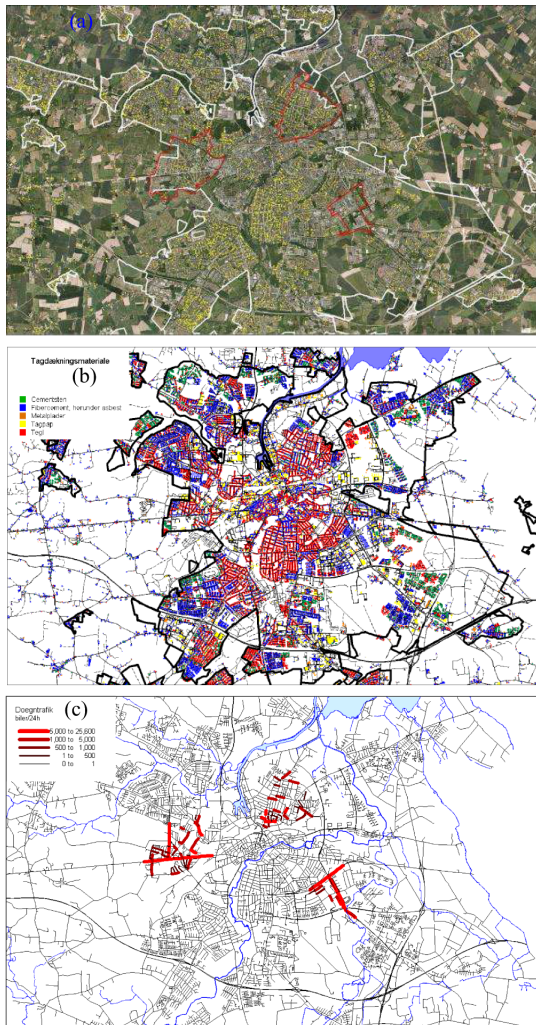 (a)
Tagdækningsmateriale
(b)
Cementsten
Fibercement, herunder asbest
Metalplader
Tagpap
Tegl
Doegntrafik
biler/24h
(c)
5,000 to 25,600
1,000 to 5,000
500 to 1,000
1 to 500
0 to 1